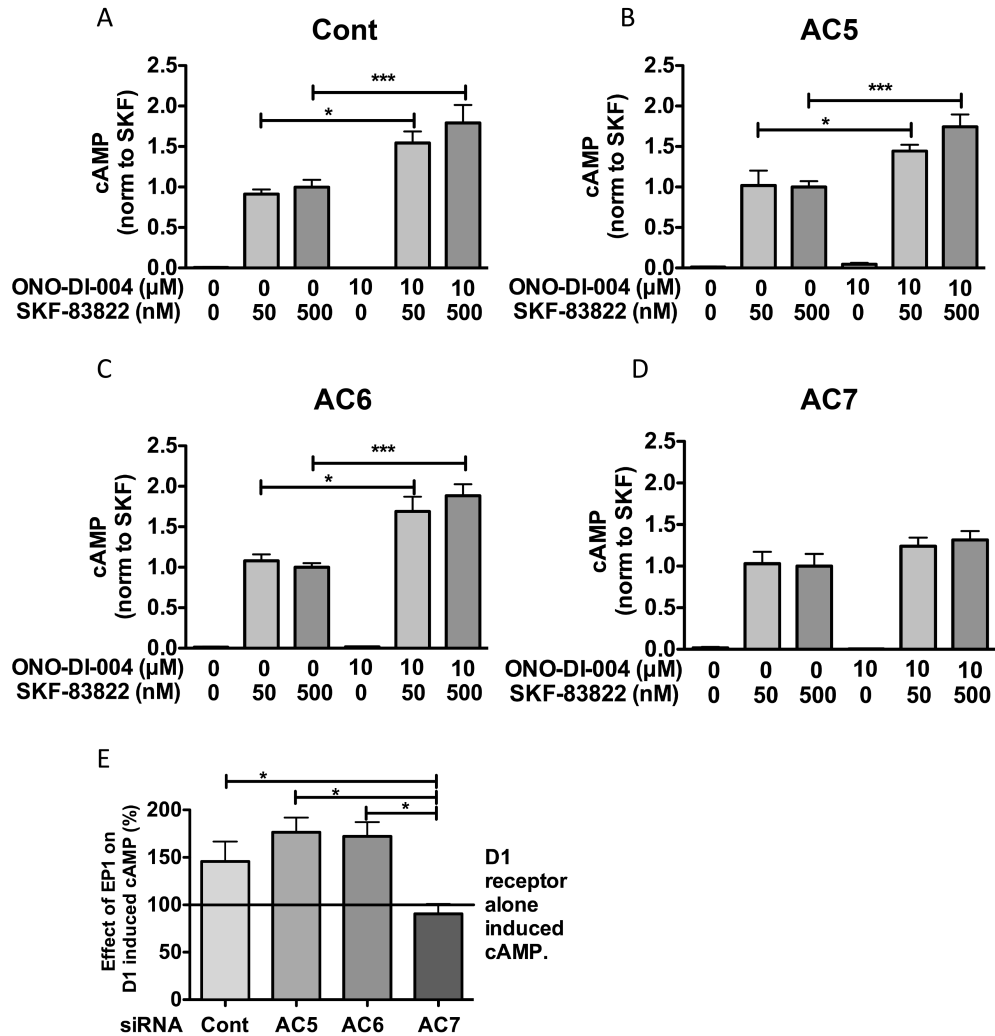 A
Cont
2.5
2.0
1.5
1.0
0.5
0.0
cAMP
(norm to SKF)
*
***
ONO-DI-004 (µM) 0 0 0 10 10 10
SKF-83822 (nM) 0 50 500 0 50 500
B
AC5
2.5
2.0
1.5
1.0
0.5
0.0
cAMP
(norm to SKF)
*
***
ONO-DI-004 (µM) 0 0 0 10 10 10
SKF-83822 (nM) 0 50 500 0 50 500
C
AC6
2.5
2.0
1.5
1.0
0.5
0.0
cAMP
(norm to SKF)
*
***
ONO-DI-004 (µM) 0 0 0 10 10 10
SKF-83822 (nM) 0 50 500 0 50 500
D
AC7
2.5
2.0
1.5
1.0
0.5
0.0
cAMP
(norm to SKF)
ONO-DI-004 (µM) 0 0 0 10 10 10
SKF-83822 (nM) 0 50 500 0 50 500
E
200
150
100
50
0
Effect of EP1 on
D1 induced cAMP (%)
*
*
*
D1
receptor
alone
induced
cAMP.
siRNA Cont AC5 AC6 AC7